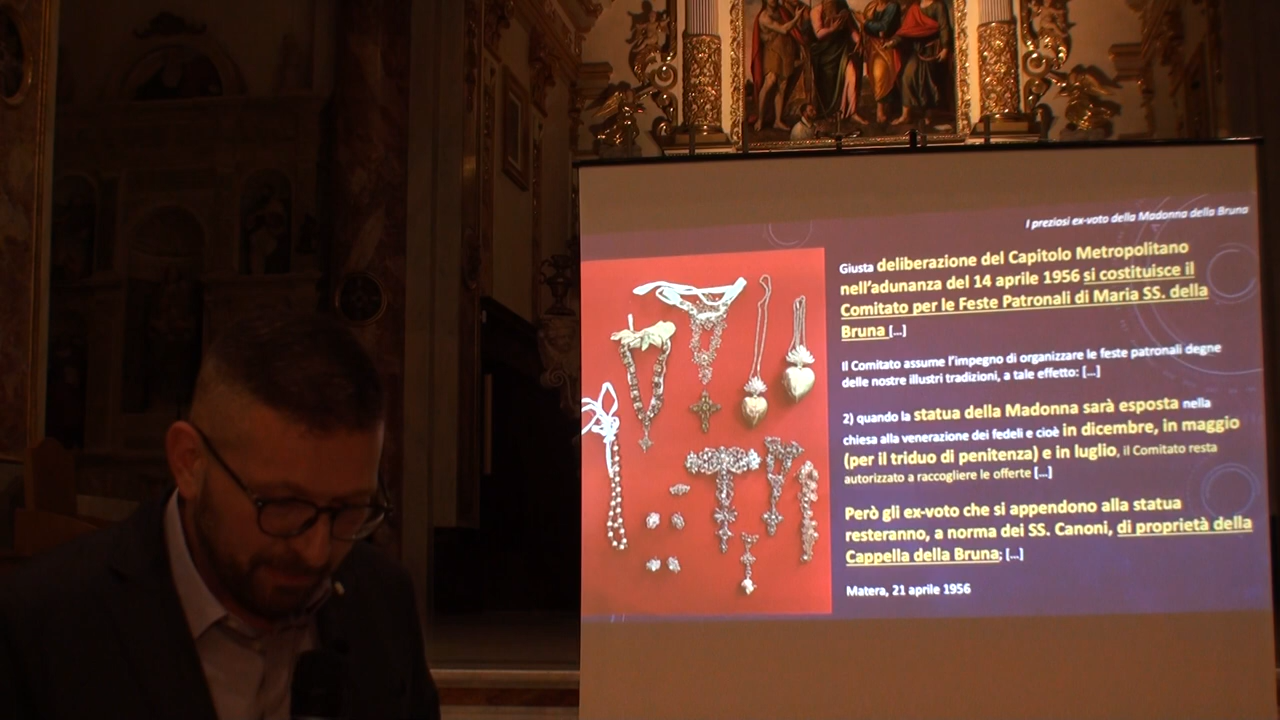 I preziosi ex-voto della Madonna della Bruna
Giusta deliberazione del Capitolo Metropolitano
nell'adunanza del 14 aprile 1956 si costituisce il
Comitato per le Feste Patronali di Maria SS. della
Bruna [...]
Il Comitato assume l'impegno di organizzare le feste patronali degne
delle nostre illustri tradizioni, a tale effetto: [...]
2) quando la statua della Madonna sarà esposta nella
chiesa alla venerazione dei fedeli e cioè in dicembre, in maggio
(per il triduo di penitenza) e in luglio, il Comitato resta
autorizzato a raccogliere le offerte [...]
Però gli ex-voto che si appendono alla statua
resteranno, a norma dei SS. Canoni, di proprietà della
Cappella della Bruna; [...]
Matera, 21 aprile 1956